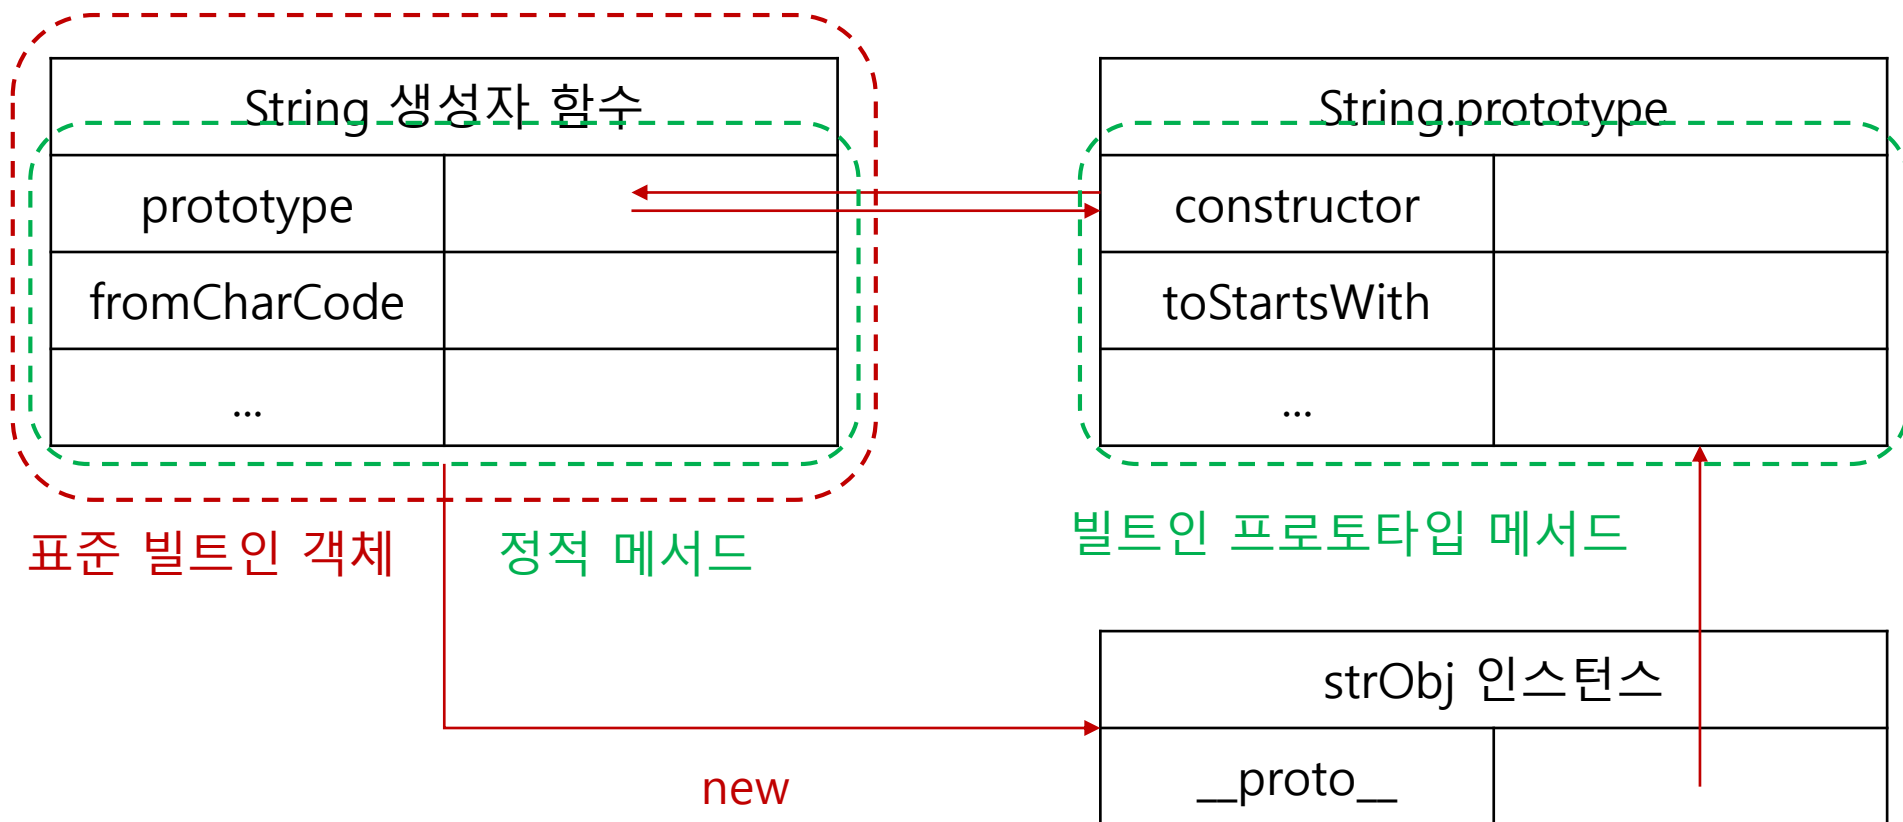 String 생성자 함수
prototype
fromCharCode
...
표준 빌트인 객체
정적 메서드
String.prototype
constructor
toStartsWith
...
빌트인 프로토타입 메서드
new
strObj 인스턴스
__proto__